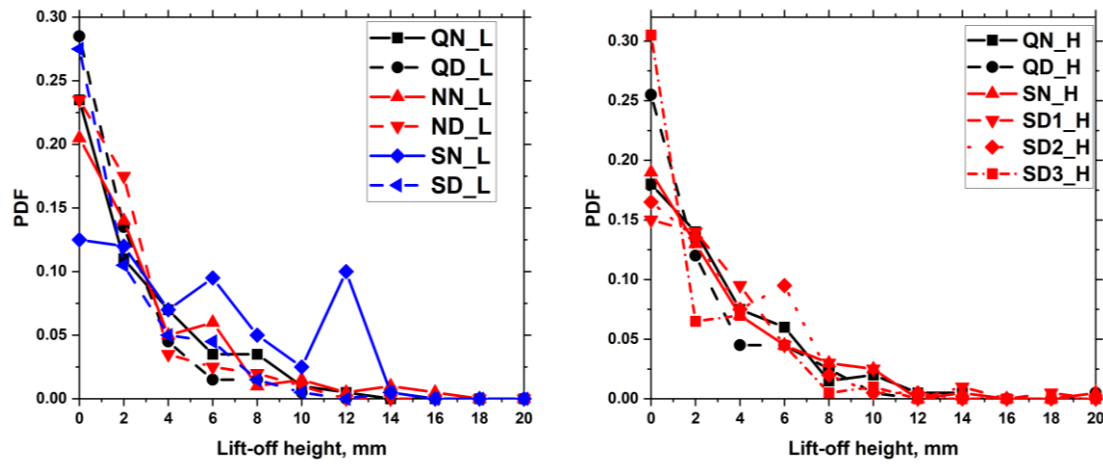 0.30
0.25
0.20
0.15
0.10
0.05
0.00
PDF
0 2 4 6 8 10 12 14 16 18 20
Lift-off height, mm
QN_L
QD_L
NN_L
ND_L
SN_L
SD_L
0.30
0.25
0.20
0.15
0.10
0.05
0.00
PDF
0 2 4 6 8 10 12 14 16 18 20
Lift-off height, mm
QN_H
QD_H
SN_H
SD1_H
SD2_H
SD3_H